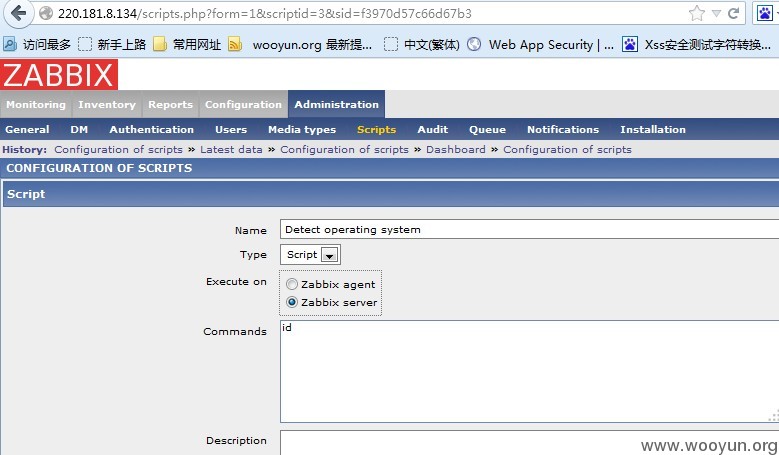 220.181.8.134/scripts.php?form=1&scriptid=3&sid=f3970d57c66d67b3
访问最多 新手上路 常用网址 wooyun.org 最新提... 中文(繁体) Web App Security | ... Xss安全测试字符转换...
ZABBIX
Monitoring Inventory Reports Configuration Administration
General DM Authentication Users Media types Scripts Audit Queue Notifications Installation
History: Configuration of scripts » Latest data » Configuration of scripts » Dashboard » Configuration of scripts
CONFIGURATION OF SCRIPTS
Script
Name Detect operating system
Type Script
Execute on Zabbix agent
Zabbix server
Commands id
Description
www.wooyun.org